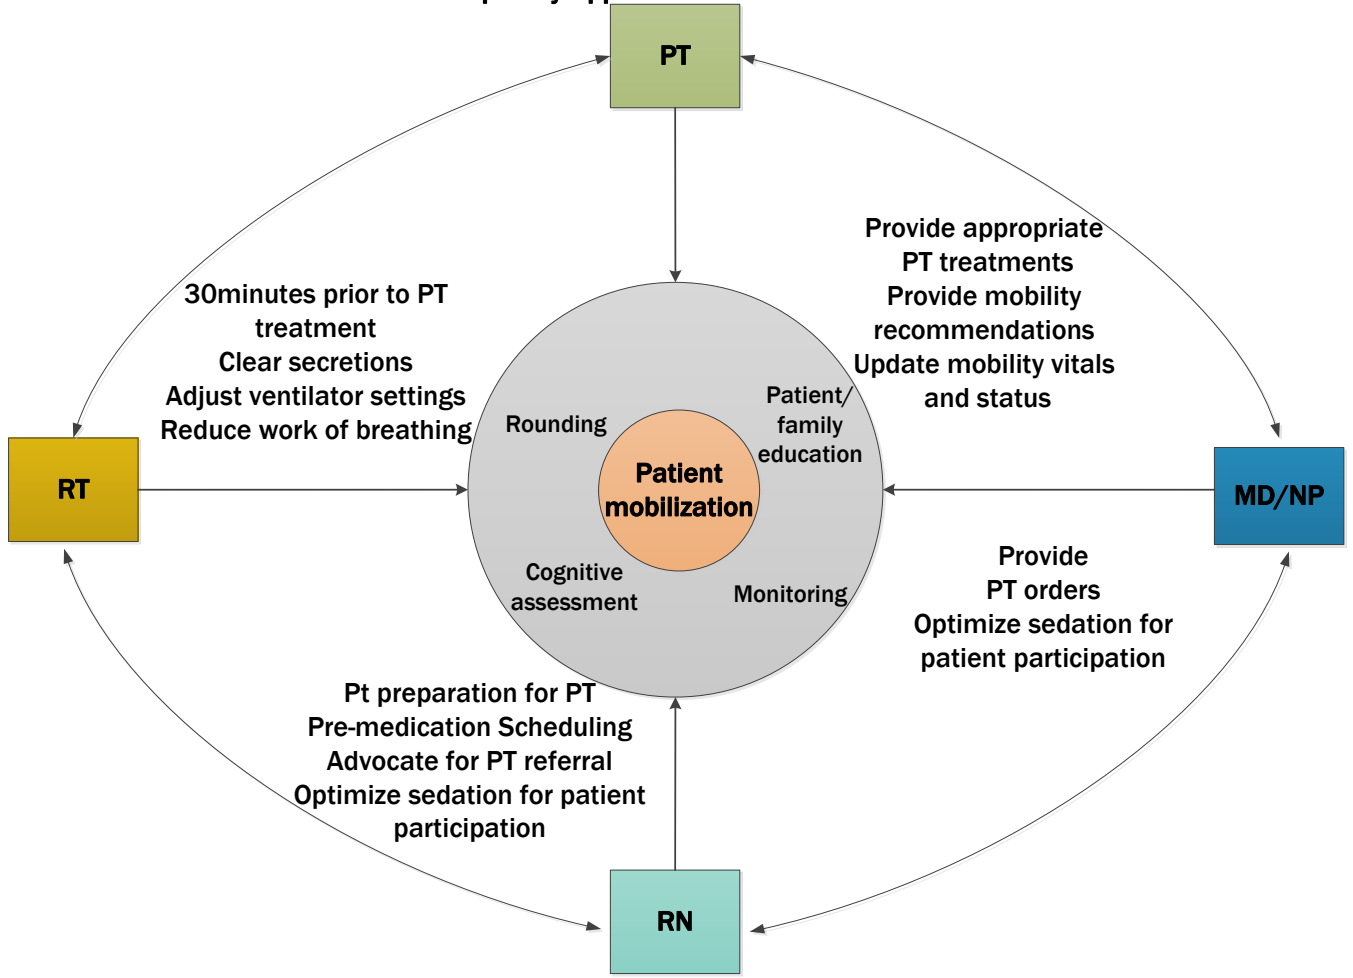 PT
Provide appropriate
PT treatments
Provide mobility
recommendations
Update mobility vitals
and status
30minutes prior to PT
treatment
Clear secretions
Adjust ventilator settings
Reduce work of breathing
Patient/
family
education
Rounding
Patient
mobilization
RT
MD/NP
Cognitive
assessment
Monitoring
Provide
PT orders
Optimize sedation for
patient participation
Pt preparation for PT
Pre-medication Scheduling
Advocate for PT referral
Optimize sedation for patient
participation
RN